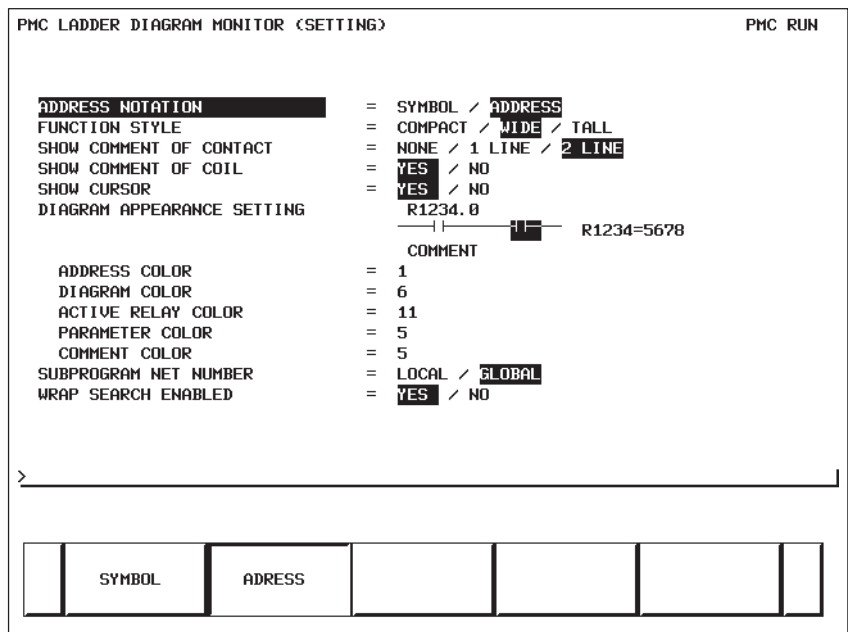 PMC LADDER DIAGRAM MONITOR (SETTING) PMC RUN
ADDRESS NOTATION = SYMBOL / ADDRESS
FUNCTION STYLE = COMPACT / WIDE / TALL
SHOW COMMENT OF CONTACT = NONE / 1 LINE / 2 LINE
SHOW COMMENT OF COIL = YES / NO
SHOW CURSOR = YES / NO
DIAGRAM APPEARANCE SETTING R1234.0
R1234=5678
COMMENT
ADDRESS COLOR = 1
DIAGRAM COLOR = 6
ACTIVE RELAY COLOR = 11
PARAMETER COLOR = 5
COMMENT COLOR = 5
SUBPROGRAM NET NUMBER = LOCAL / GLOBAL
WRAP SEARCH ENABLED = YES / NO
>
SYMBOL ADRESS